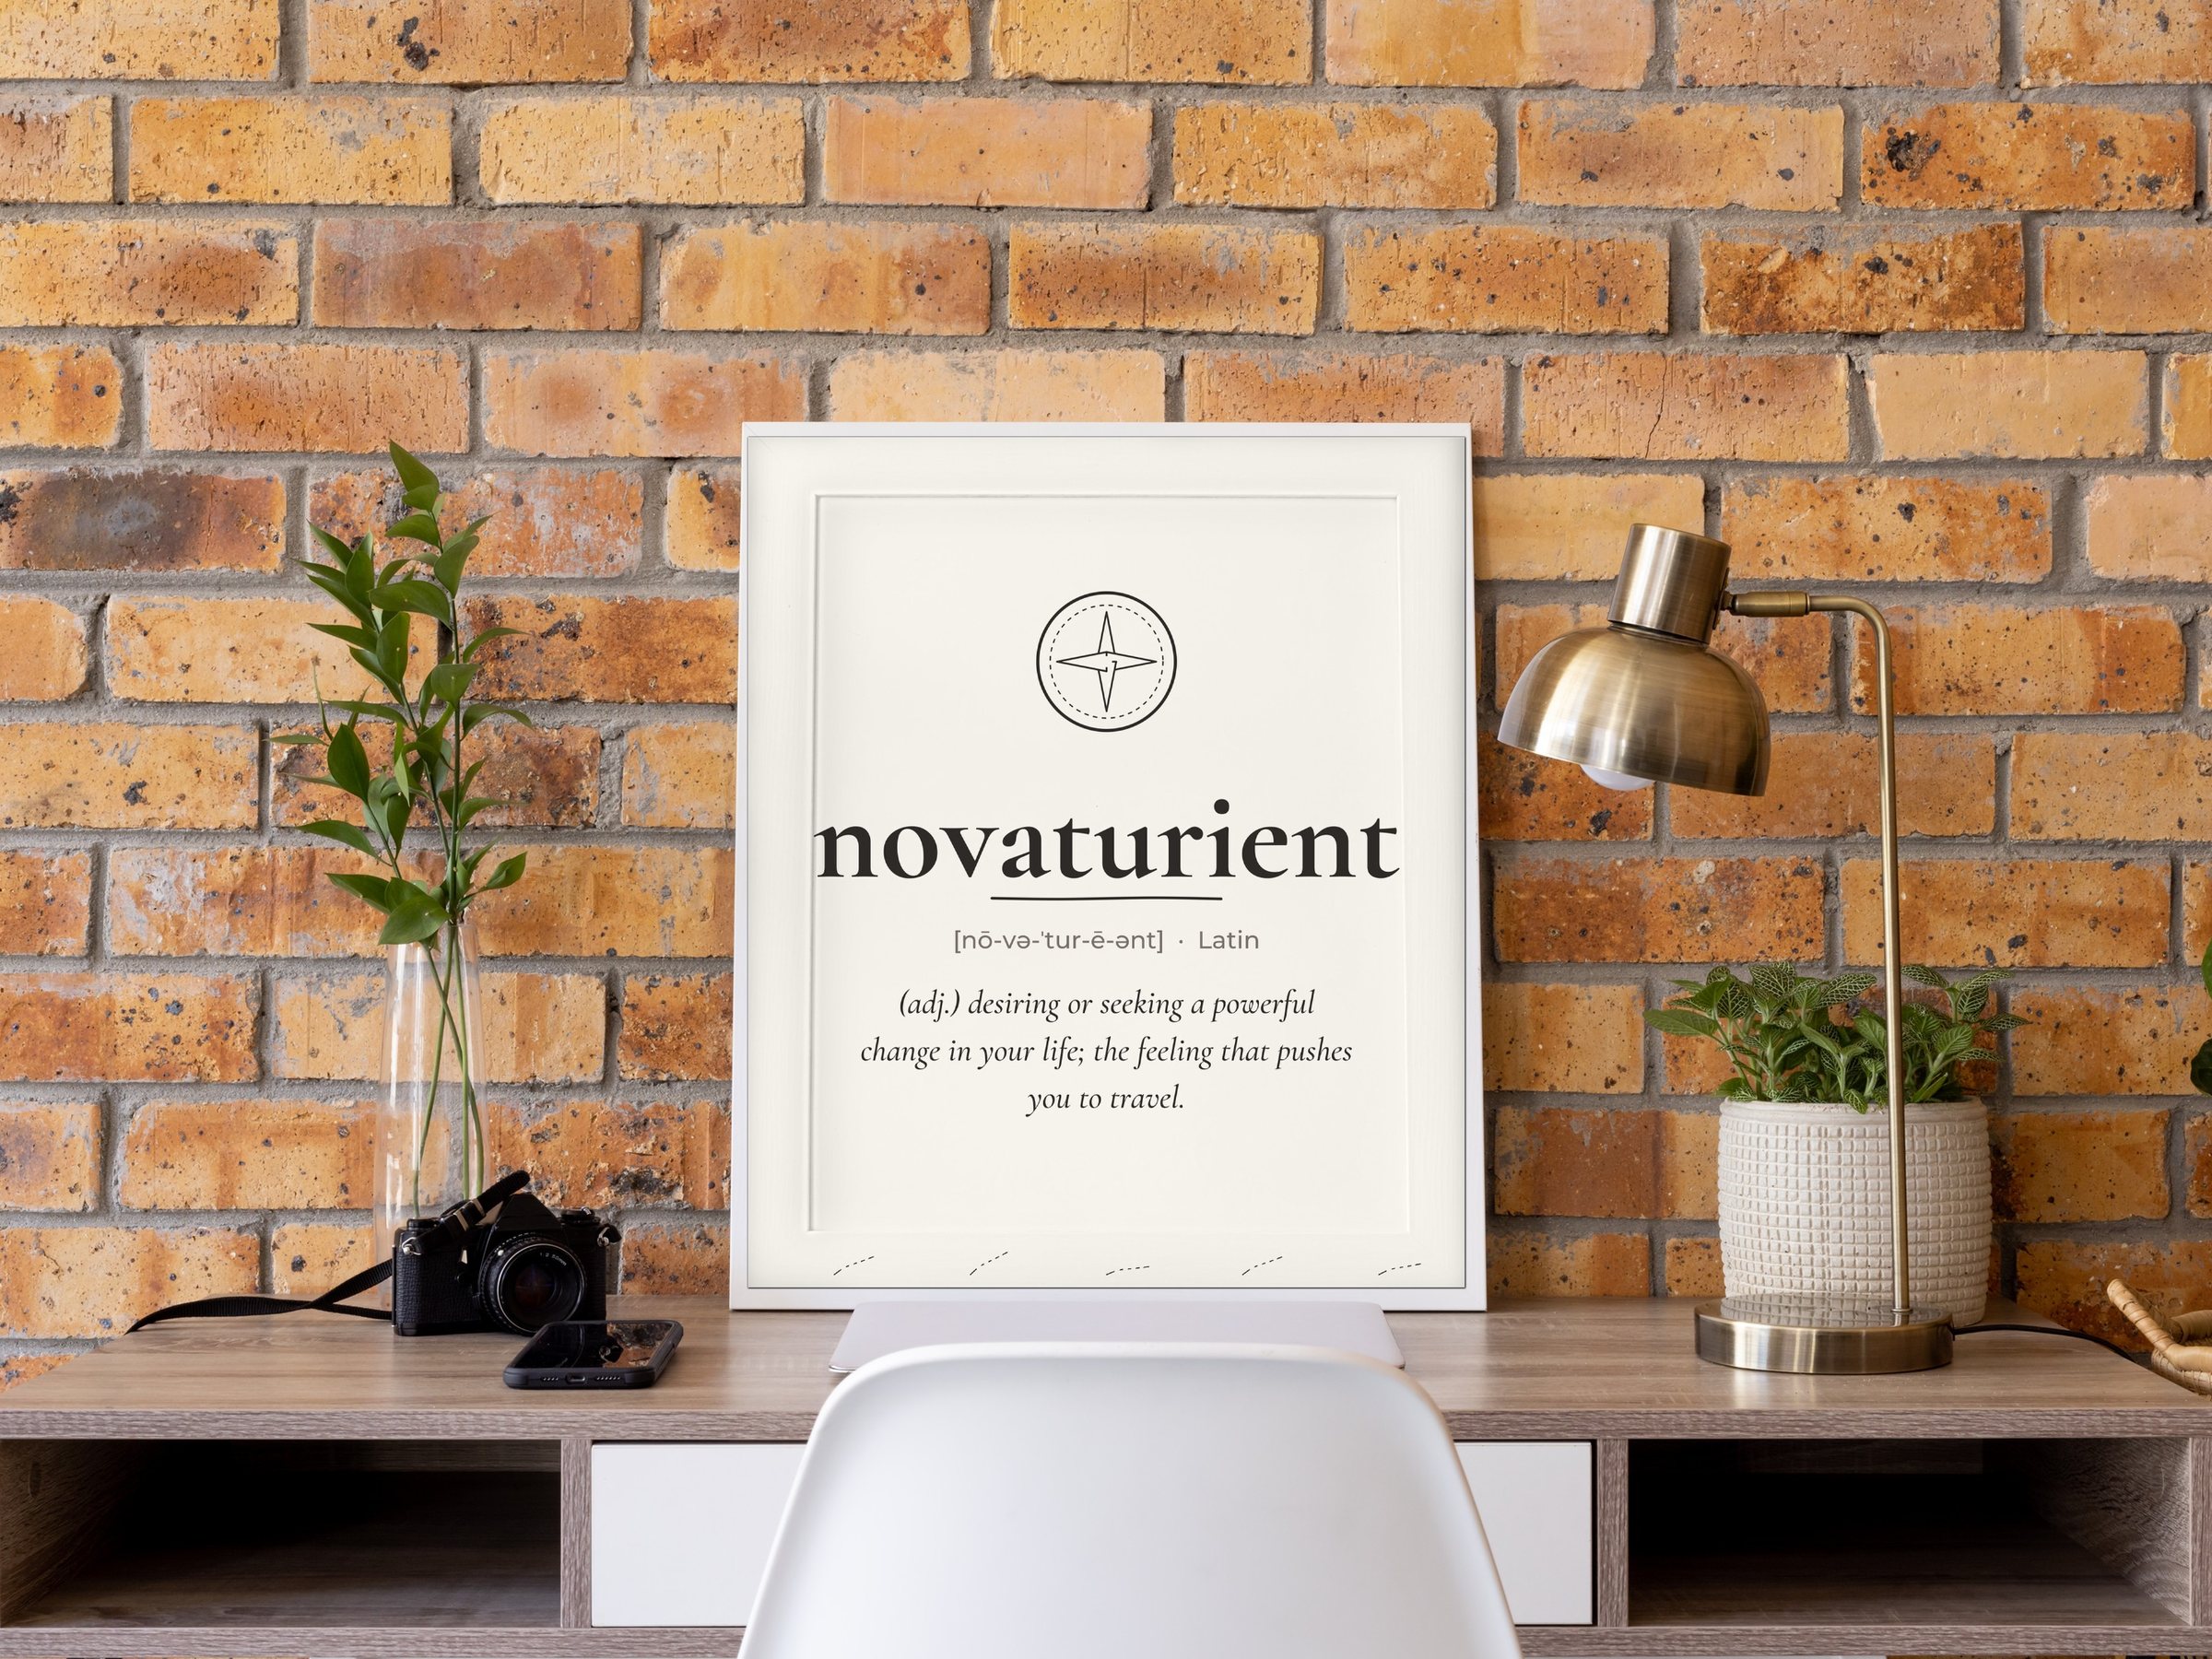 novaturient
[nō-və-'tur-ē-ənt] · Latin
(adj.) desiring or seeking a powerful
change in your life; the feeling that pushes
you to travel.